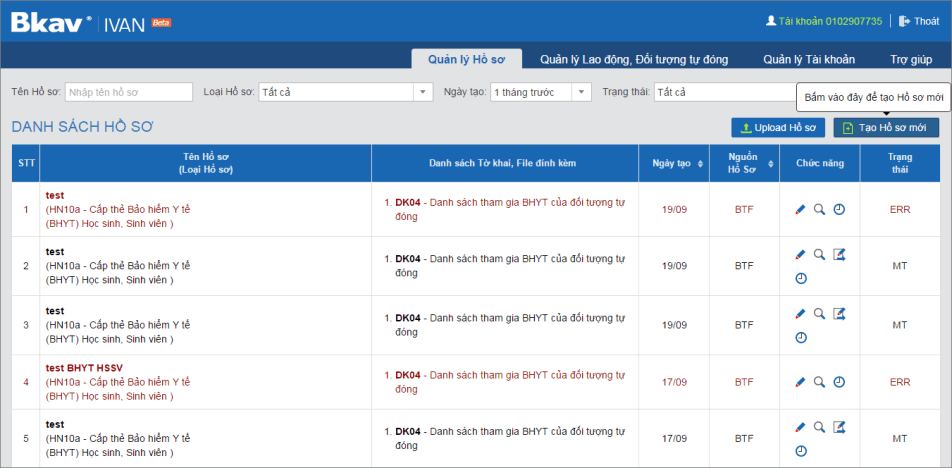 Bkav® IVAN Beta
Tài khoản 0102907735 Thoát
Quản lý Hồ sơ Quản lý Lao động, Đối tượng tự đóng Quản lý Tài khoản Trợ giúp
Tên Hồ sơ: Nhập tên hồ sơ Loại Hồ sơ: Tất cả Ngày tạo: 1 tháng trước Trạng thái: Tất cả
Bấm vào đây để tạo Hồ sơ mới
DANH SÁCH HỒ SƠ Upload Hồ sơ Tạo Hồ sơ mới
STT Tên Hồ sơ (Loại Hồ sơ) Danh sách Tờ khai, File đính kèm Ngày tạo Nguồn Hồ Sơ Chức năng Trạng thái
test
1 (HN10a - Cấp thẻ Bảo hiểm Y tế 1. DK04 - Danh sách tham gia BHYT của đối tượng tự 19/09 BTF ERR
(BHYT) Học sinh, Sinh viên ) đóng
test
2 (HN10a - Cấp thẻ Bảo hiểm Y tế 1. DK04 - Danh sách tham gia BHYT của đối tượng tự 19/09 BTF MT
(BHYT) Học sinh, Sinh viên ) đóng
test
3 (HN10a - Cấp thẻ Bảo hiểm Y tế 1. DK04 - Danh sách tham gia BHYT của đối tượng tự 19/09 BTF MT
(BHYT) Học sinh, Sinh viên ) đóng
test BHYT HSSV
4 (HN10a - Cấp thẻ Bảo hiểm Y tế 1. DK04 - Danh sách tham gia BHYT của đối tượng tự 17/09 BTF ERR
(BHYT) Học sinh, Sinh viên ) đóng
test
5 (HN10a - Cấp thẻ Bảo hiểm Y tế 1. DK04 - Danh sách tham gia BHYT của đối tượng tự 17/09 BTF MT
(BHYT) Học sinh, Sinh viên ) đóng